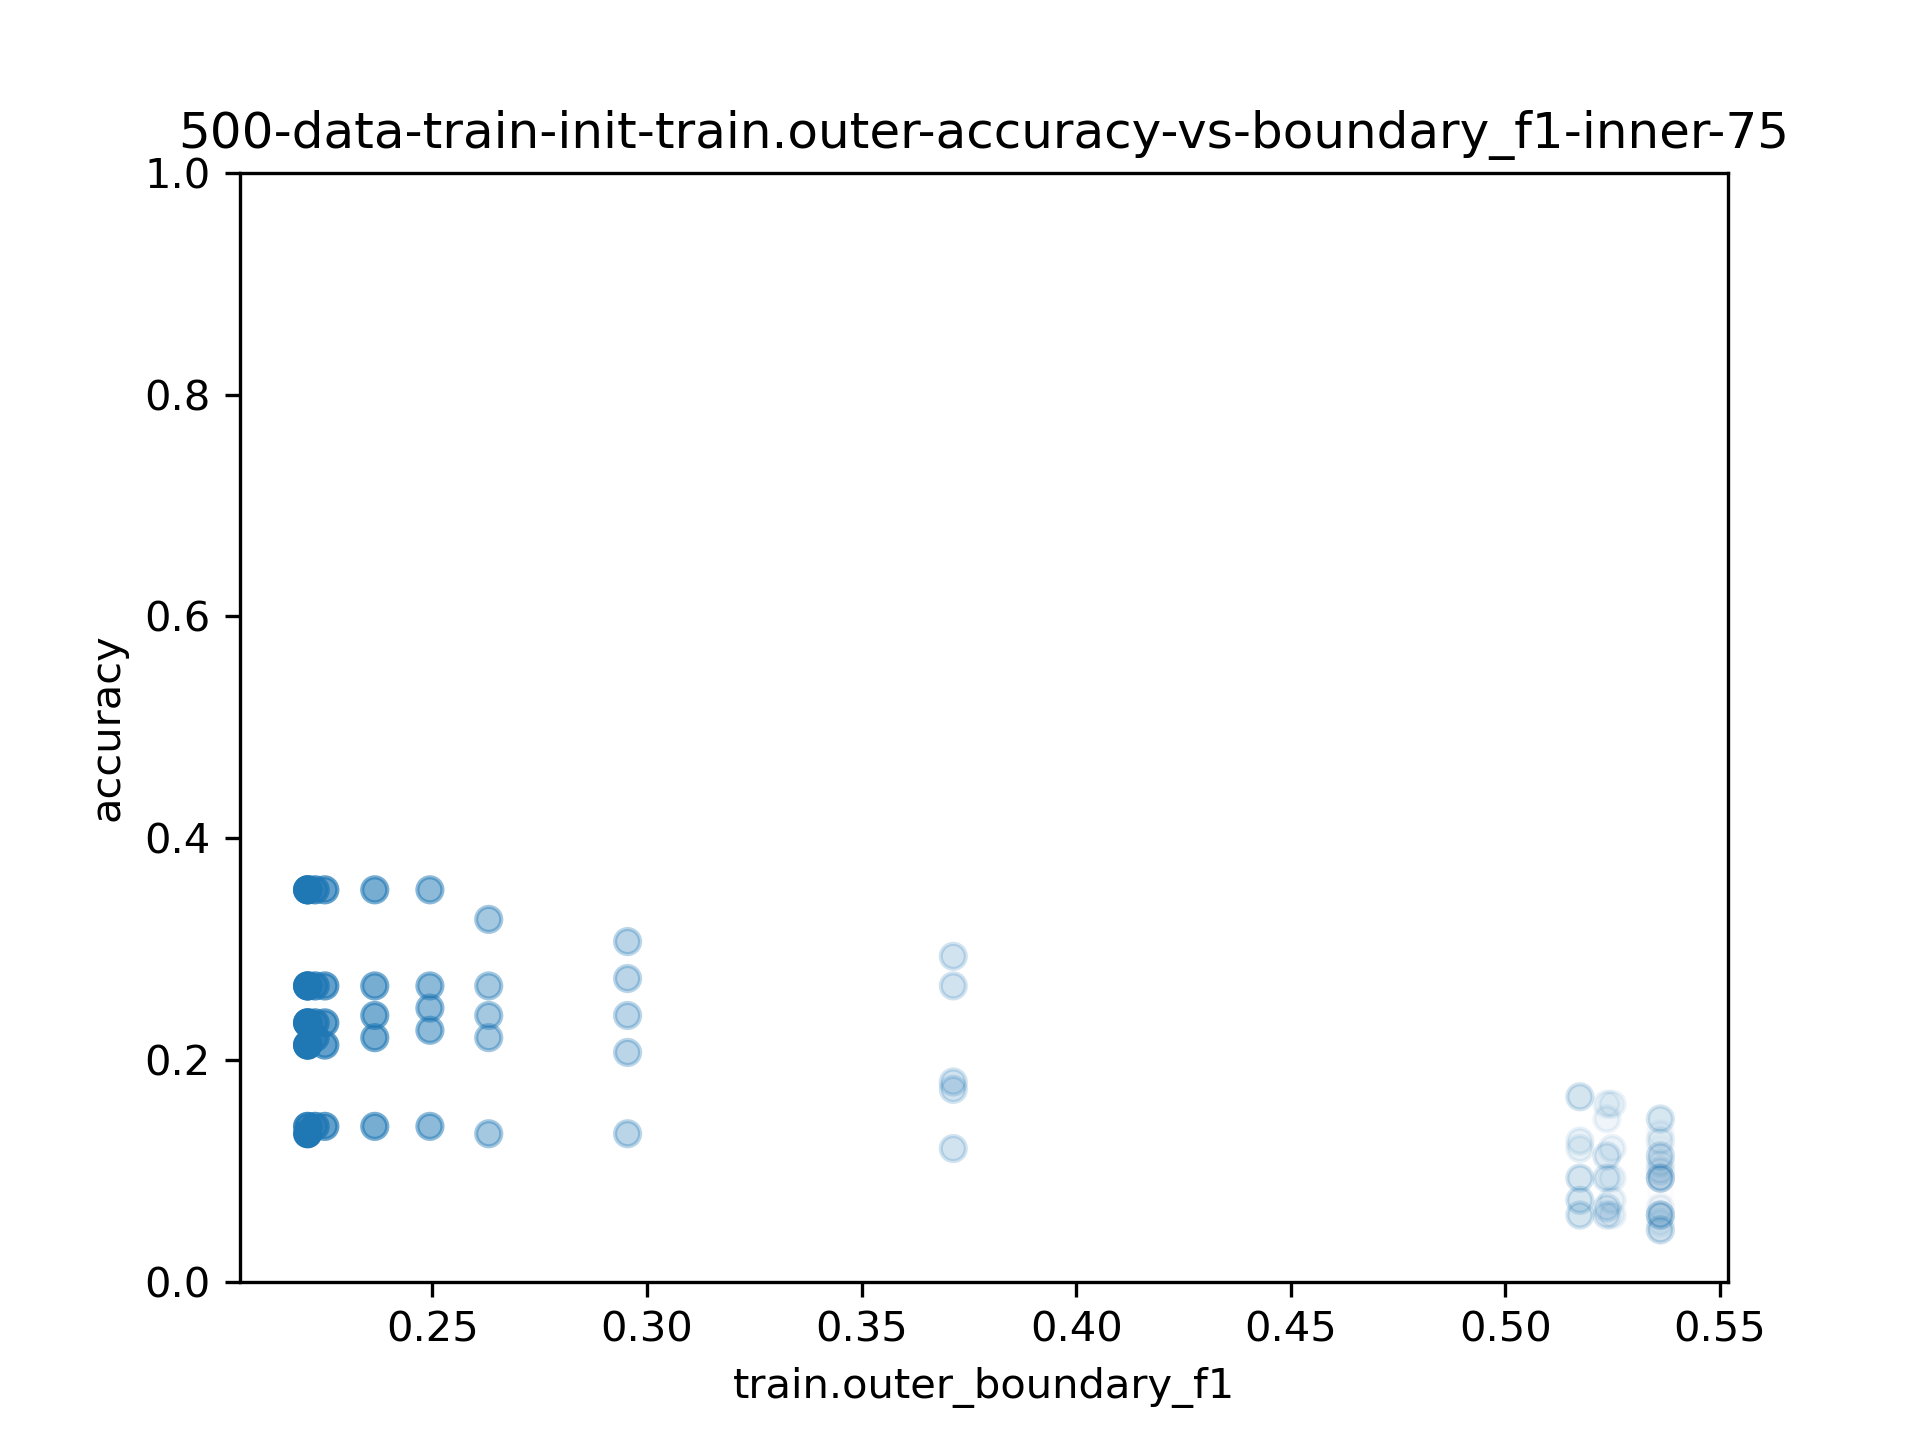 500-data-train-init-train.outer-accuracy-vs-boundary_f1-inner-75
1.0
0.8
0.6
0.4
0.2
0.0
accuracy
0.25 0.30 0.35 0.40 0.45 0.50 0.55
train.outer_boundary_f1